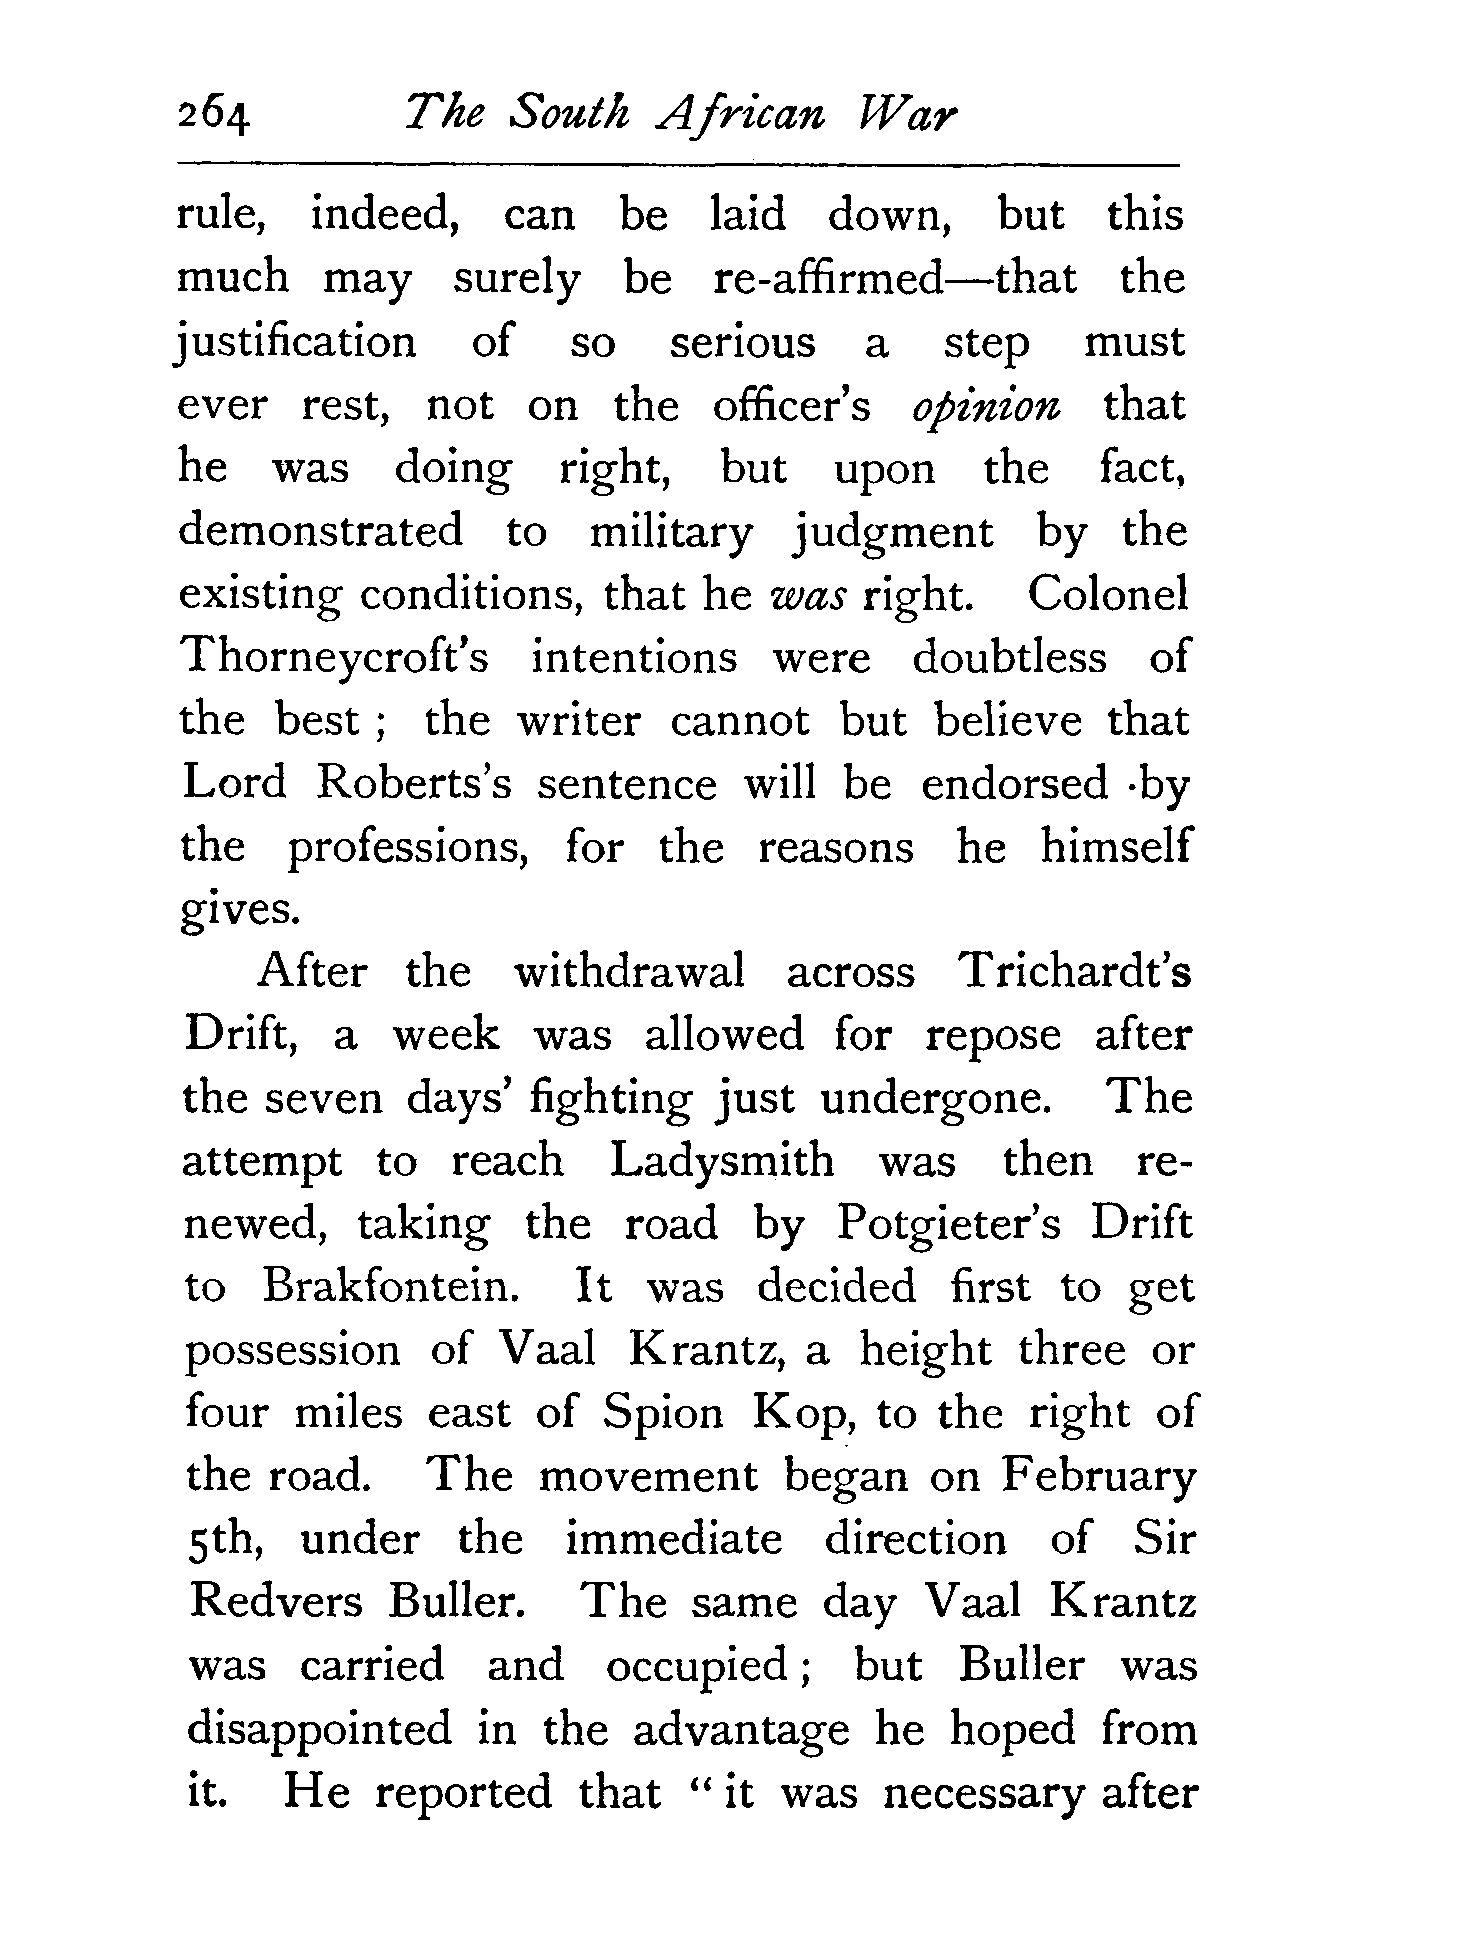 264 The South African War
rule, indeed, can be laid down, but this
much may surely be re-affirmed—that the
justification of so serious a step must
ever rest, not on the officer's opinion that
he was doing right, but upon the fact,
demonstrated to military judgment by the
existing conditions, that he was right. Colonel
Thorneycroft's intentions were doubtless of
the best ; the writer cannot but believe that
Lord Roberts's sentence will be endorsed ·by
the professions, for the reasons he himself
gives.
After the withdrawal across Trichardt's
Drift, a week was allowed for repose after
the seven days' fighting just undergone. The
attempt to reach Ladysmith was then re-
newed, taking the road by Potgieter's Drift
to Brakfontein. It was decided first to get
possession of Vaal Krantz, a height three or
four miles east of Spion Kop, to the right of
the road. The movement began on February
5th, under the immediate direction of Sir
Redvers Buller. The same day Vaal Krantz
was carried and occupied ; but Buller was
disappointed in the advantage he hoped from
it. He reported that “ it was necessary after